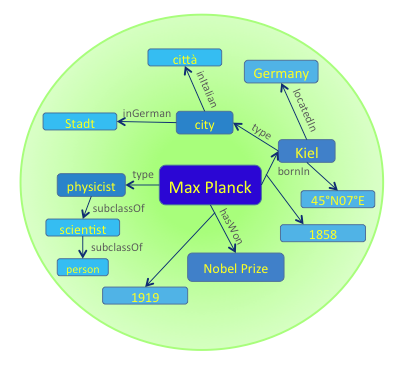 città
inItalian
Germany
locatedIn
Stadt
inGerman
city
type
Kiel
bornIn
physicist
type
Max Planck
45°N07°E
subclassOf
scientist
hasWon
1858
subclassOf
person
Nobel Prize
1919